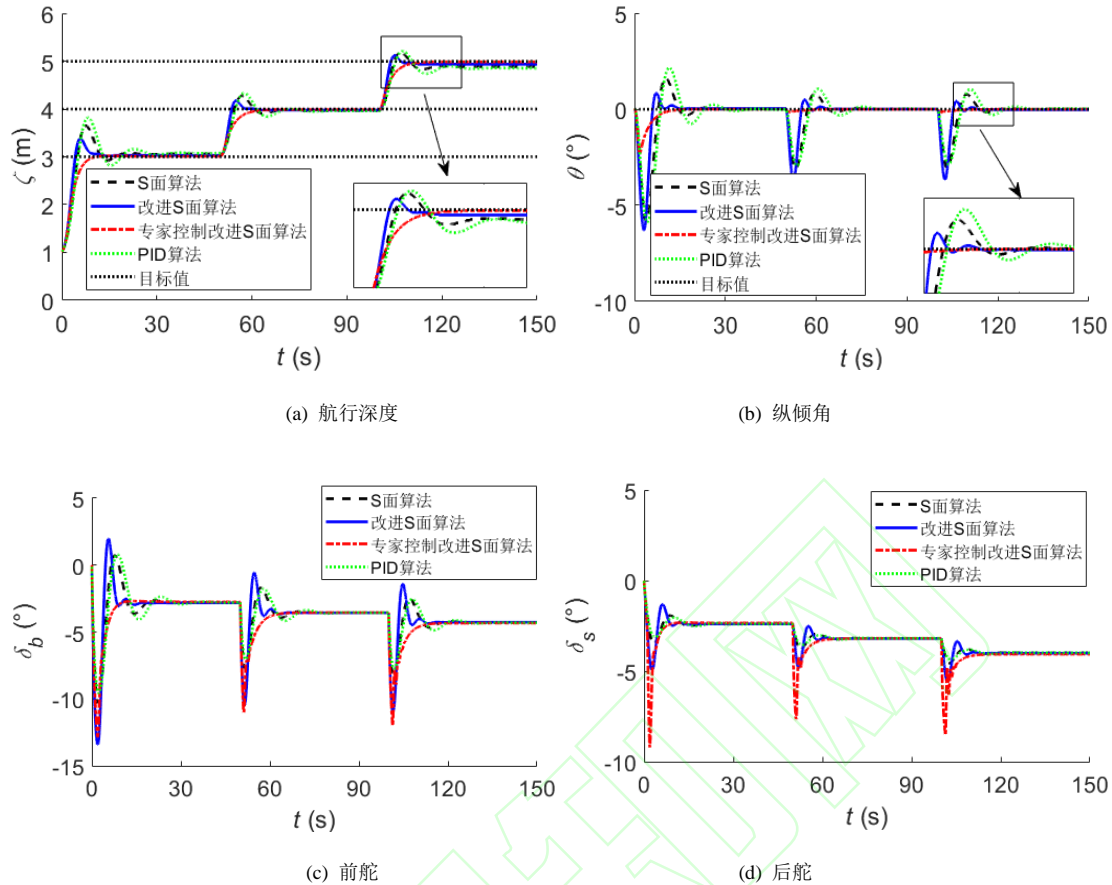 6
5
4
3
2
1
0
ζ (m)
S面算法
改进S面算法
专家控制改进S面算法
PID算法
目标值
0 30 60 90 120 150
t (s)
(a) 航行深度
5
0
-5
-10
θ (°)
S面算法
改进S面算法
专家控制改进S面算法
PID算法
目标值
0 30 60 90 120 150
t (s)
(b) 纵倾角
5
0
-5
-10
-15
δb (°)
S面算法
改进S面算法
专家控制改进S面算法
PID算法
0 30 60 90 120 150
t (s)
(c) 前舵
5
0
-5
-10
δs (°)
S面算法
改进S面算法
专家控制改进S面算法
PID算法
0 30 60 90 120 150
t (s)
(d) 后舵